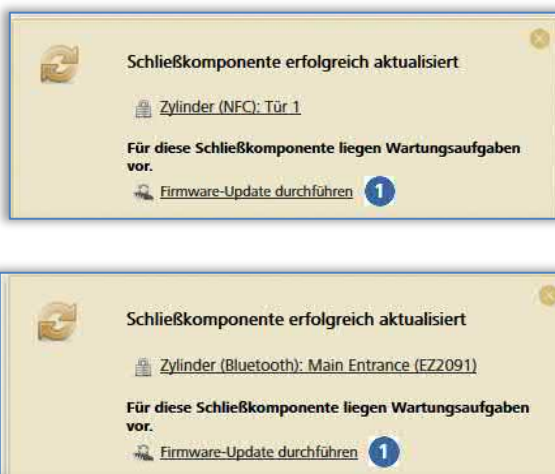 Schließkomponente erfolgreich aktualisiert
Zylinder (NFC): Tür 1
Für diese Schließkomponente liegen Wartungsaufgaben
vor.
Firmware-Update durchführen 1
Schließkomponente erfolgreich aktualisiert
Zylinder (Bluetooth): Main Entrance (EZ2091)
Für diese Schließkomponente liegen Wartungsaufgaben
vor.
Firmware-Update durchführen 1